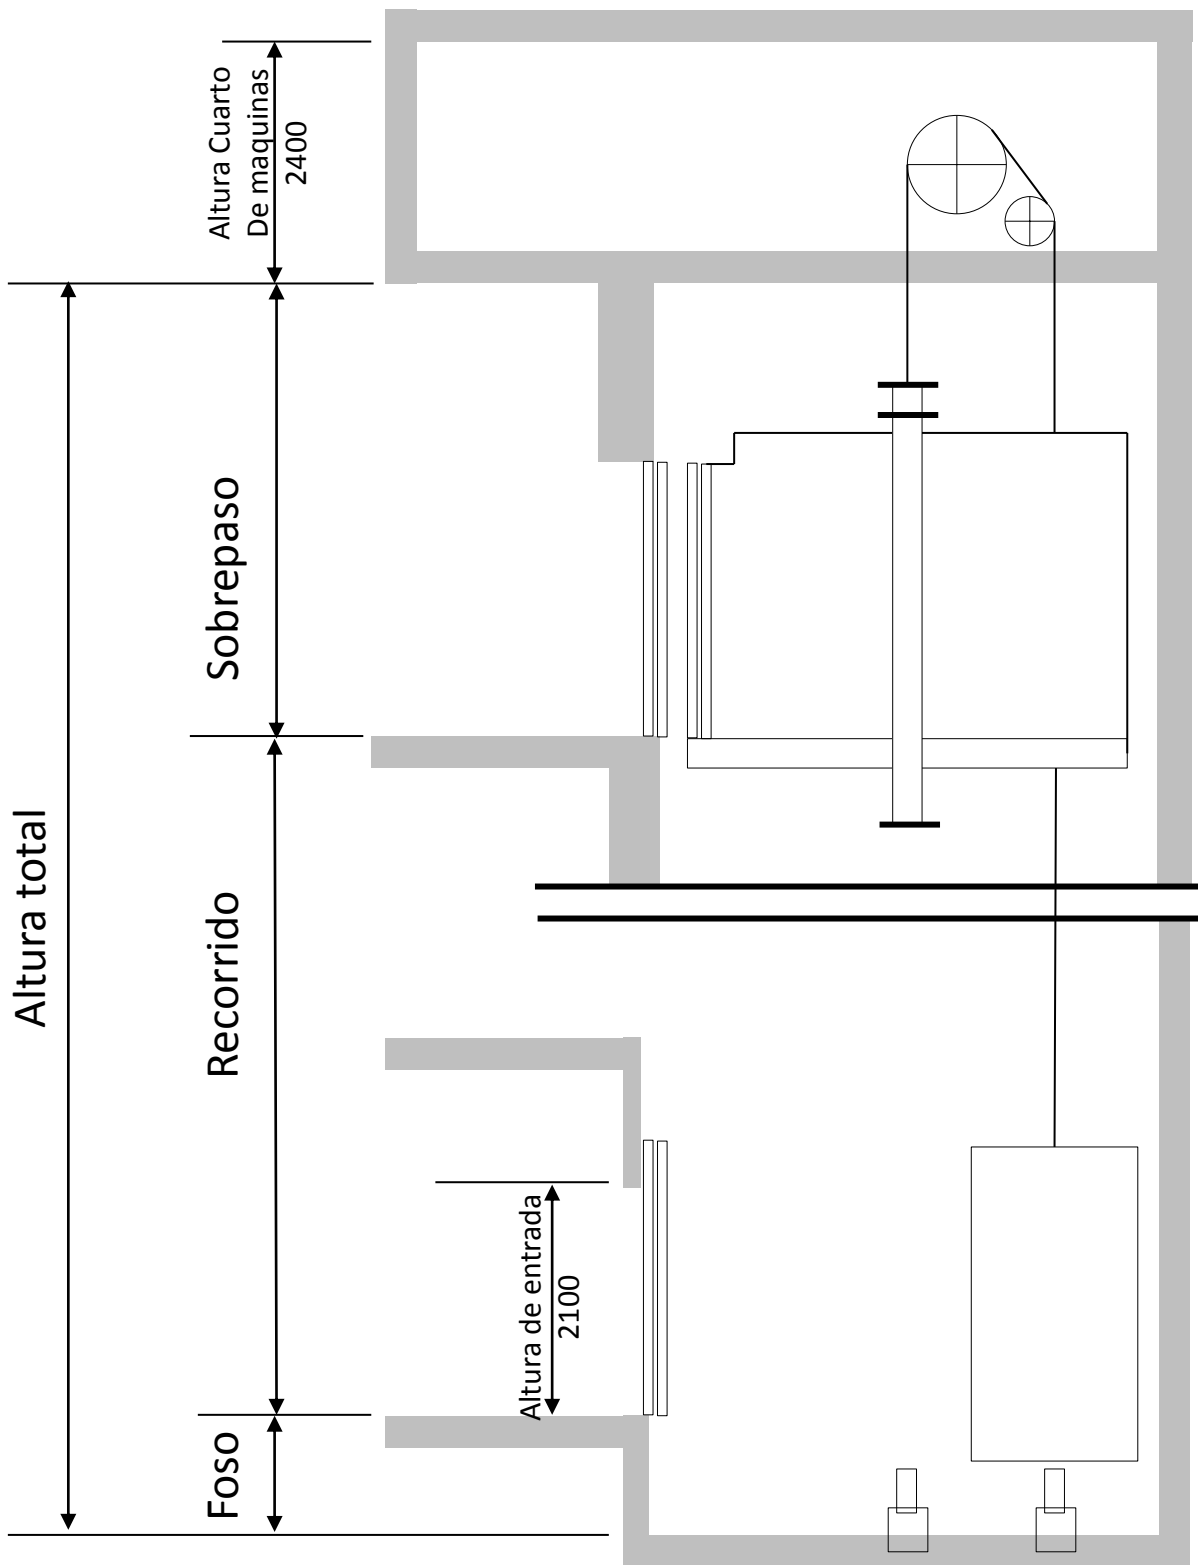 Altura Cuarto
De maquinas
2400
Sobrepaso
Altura total
Recorrido
Altura de entrada
2100
Foso